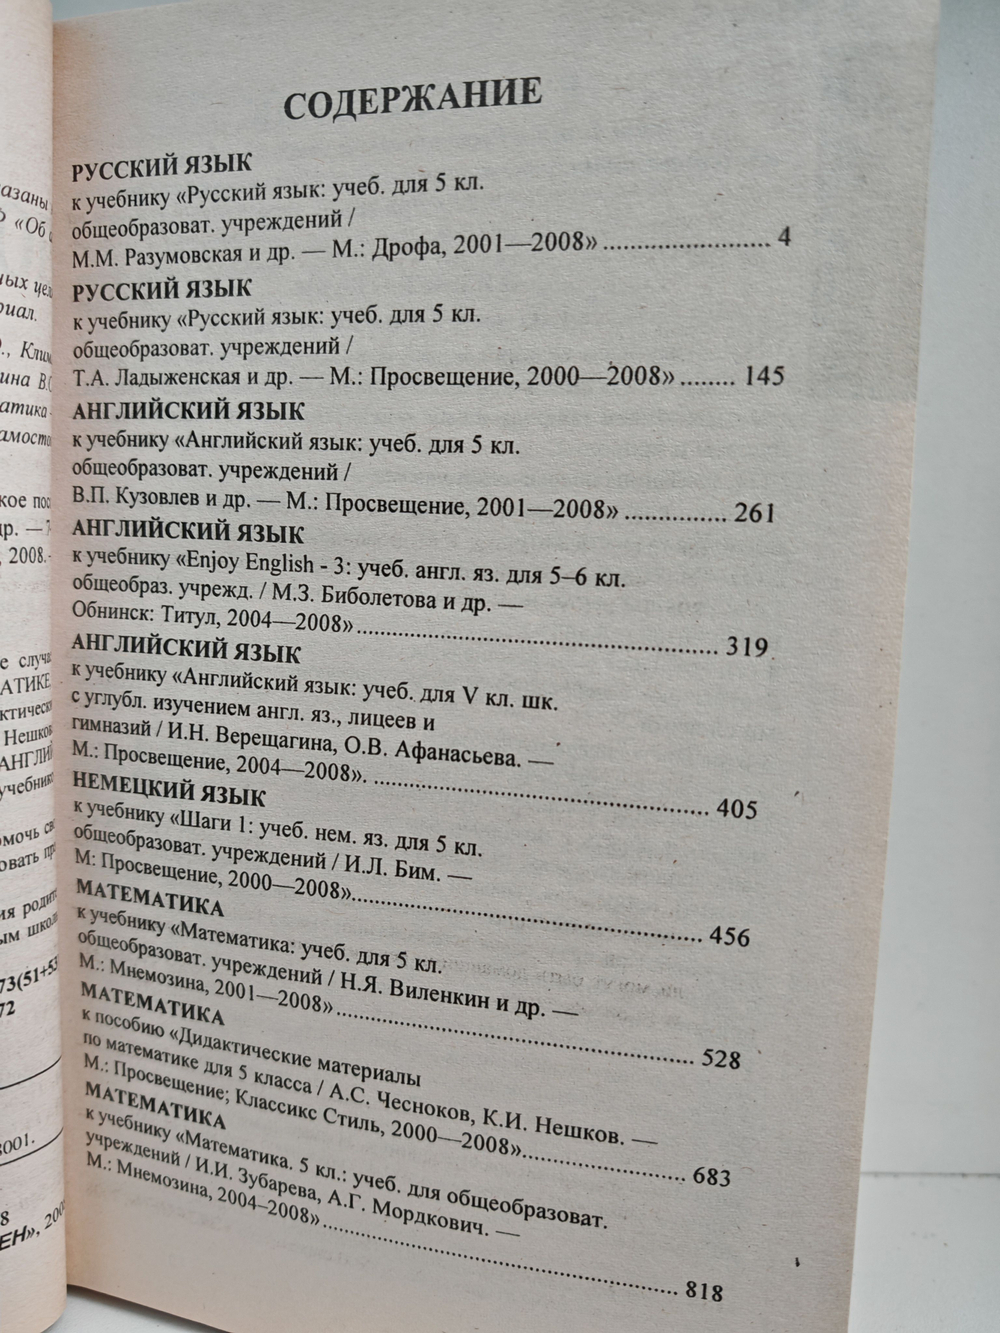 СОДЕРЖАНИЕ
РУССКИЙ ЯЗЫК
к учебнику «Русский язык: учеб. для 5 кл.
общеобразоват. учреждений /
М.М. Разумовская и др. — М.: Дрофа, 2001—2008» ........................ 4
РУССКИЙ ЯЗЫК
к учебнику «Русский язык: учеб. для 5 кл.
общеобразоват. учреждений /
Т.А. Ладыженская и др. — М.: Просвещение, 2000—2008» ........ 145
АНГЛИЙСКИЙ ЯЗЫК
к учебнику «Английский язык: учеб. для 5 кл.
общеобразоват. учреждений /
В.П. Кузовлев и др. — М.: Просвещение, 2001—2008» ............... 261
АНГЛИЙСКИЙ ЯЗЫК
к учебнику «Enjoy English - 3: учеб. англ. яз. для 5–6 кл.
общеобраз. учрежд. / М.З. Биболетова и др. —
Обнинск: Титул, 2004—2008» ..................................................... 319
АНГЛИЙСКИЙ ЯЗЫК
к учебнику «Английский язык: учеб. для V кл. шк.
с углубл. изучением англ. яз., лицеев и
гимназий / И.Н. Верещагина, О.В. Афанасьева. —
М.: Просвещение, 2004—2008». .................................................. 405
НЕМЕЦКИЙ ЯЗЫК
к учебнику «Шаги 1: учеб. нем. яз. для 5 кл.
общеобразоват. учреждений / И.Л. Бим. —
М: Просвещение, 2000—2008»..................................................... 456
МАТЕМАТИКА
к учебнику «Математика: учеб. для 5 кл.
общеобразоват. учреждений / Н.Я. Виленкин и др. —
М.: Мнемозина, 2001—2008» ....................................................... 528
МАТЕМАТИКА
к пособию «Дидактические материалы
по математике для 5 класса / А.С. Чесноков, К.И. Нешков. —
М.: Просвещение; Классикс Стиль, 2000—2008»......................... 683
МАТЕМАТИКА
к учебнику «Математика. 5 кл.: учеб. для общеобразоват.
учреждений / И.И. Зубарева, А.Г. Мордкович. —
М.: Мнемозина, 2004–2008» ........................................................ 818